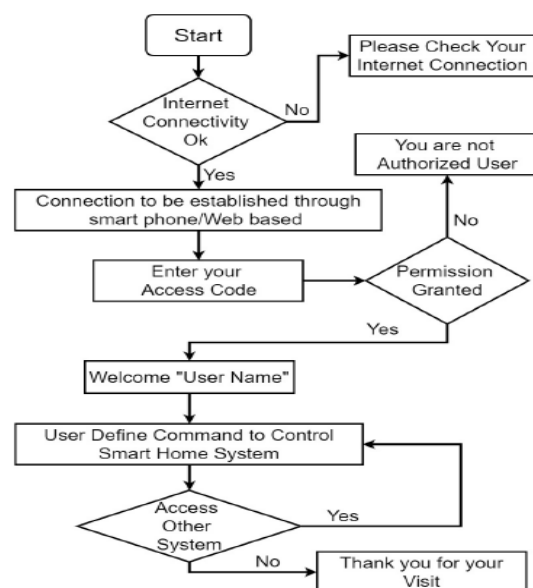 Start
Please Check Your
Internet Connection
Internet
Connectivity
Ok
No
Yes
You are not
Authorized User
Connection to be established through
smart phone/Web based
No
Enter your
Access Code
Permission
Granted
Yes
Welcome "User Name"
User Define Command to Control
Smart Home System
Access
Other
System
Yes
No
Thank you for your
Visit